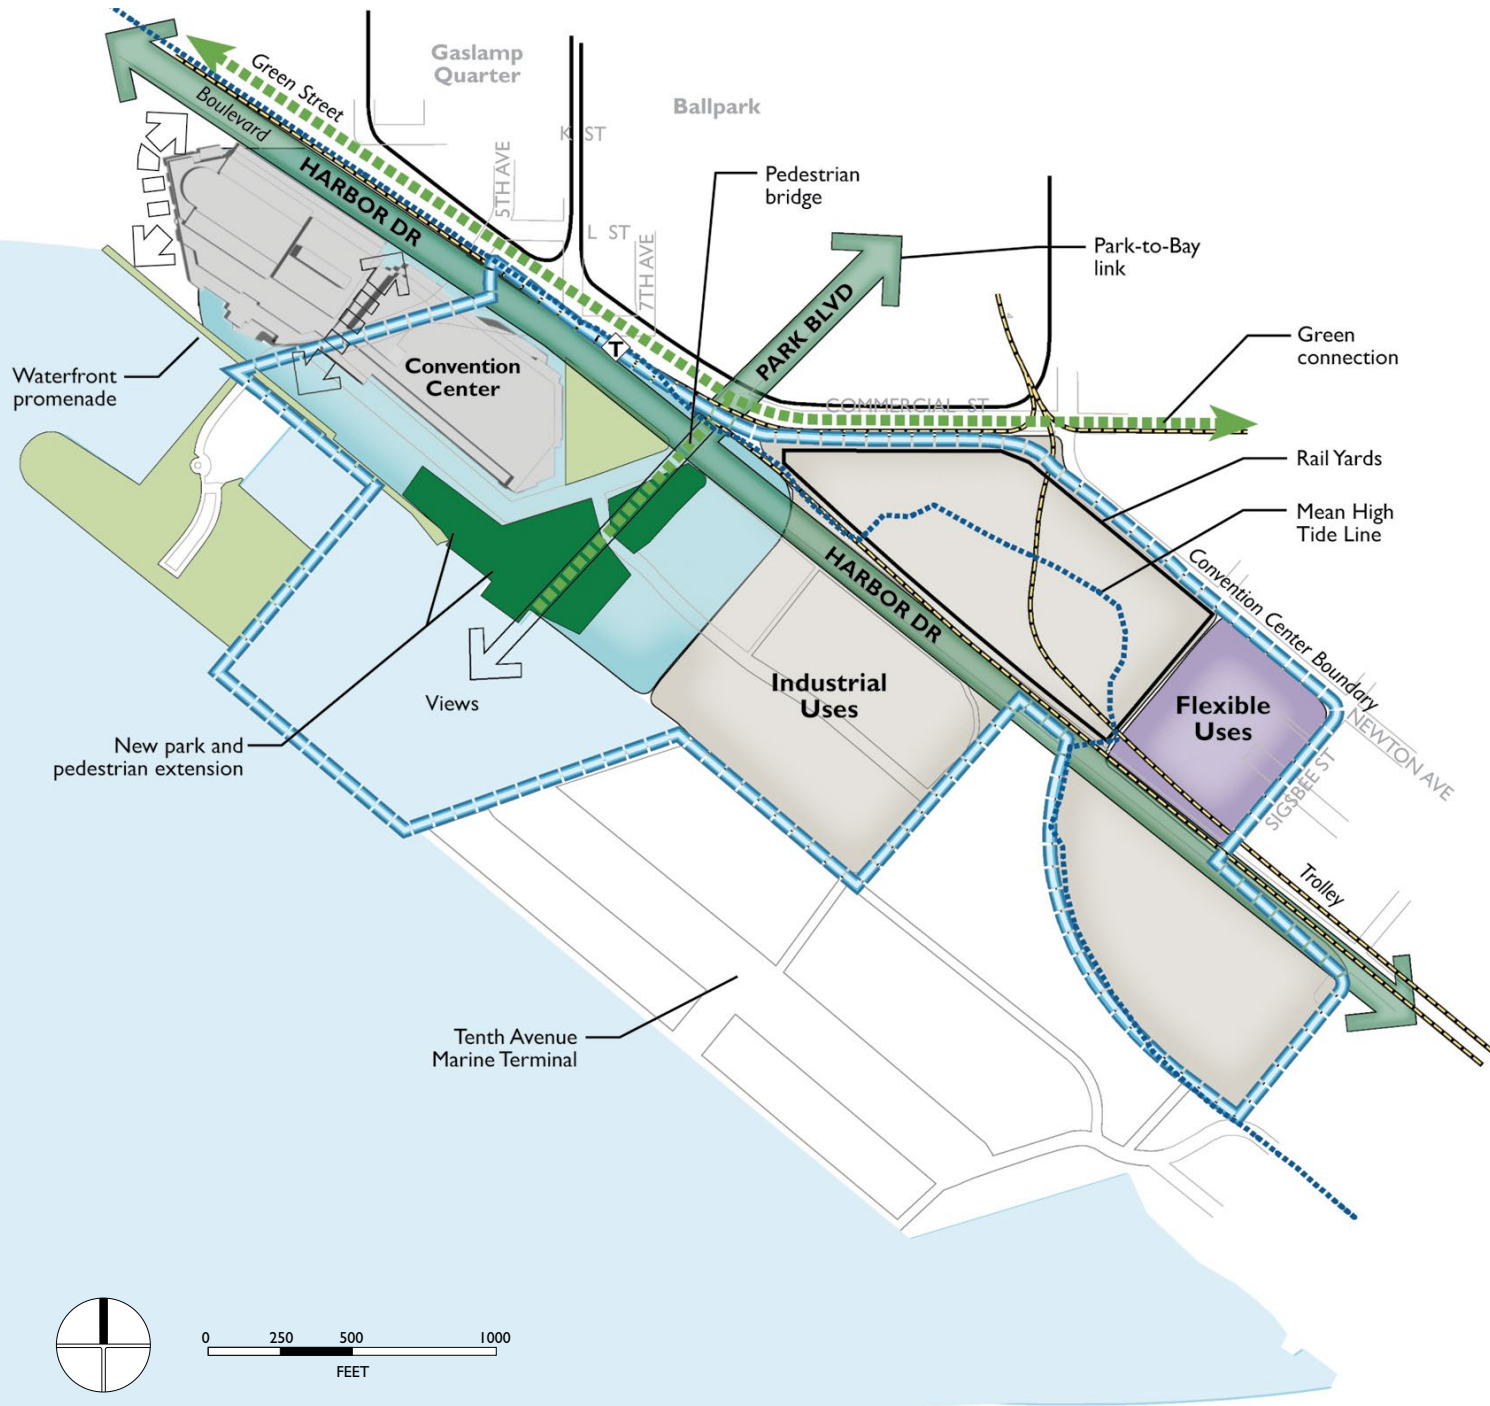 Gaslamp
Quarter
Green Street
Boulevard
Ballpark
K ST
5TH AVE
HARBOR DR
Pedestrian
bridge
L ST
7TH AVE
Park-to-Bay
link
PARK BLVD
T
Green
connection
Waterfront
promenade
Convention
Center
COMMERCIAL ST
Rail Yards
Mean High
Tide Line
HARBOR DR
Convention Center Boundary
Industrial
Uses
Flexible
Uses
Views
New park and
pedestrian extension
NEWTON AVE
SIGSBEE ST
Trolley
Tenth Avenue
Marine Terminal
0 250 500 1000
FEET